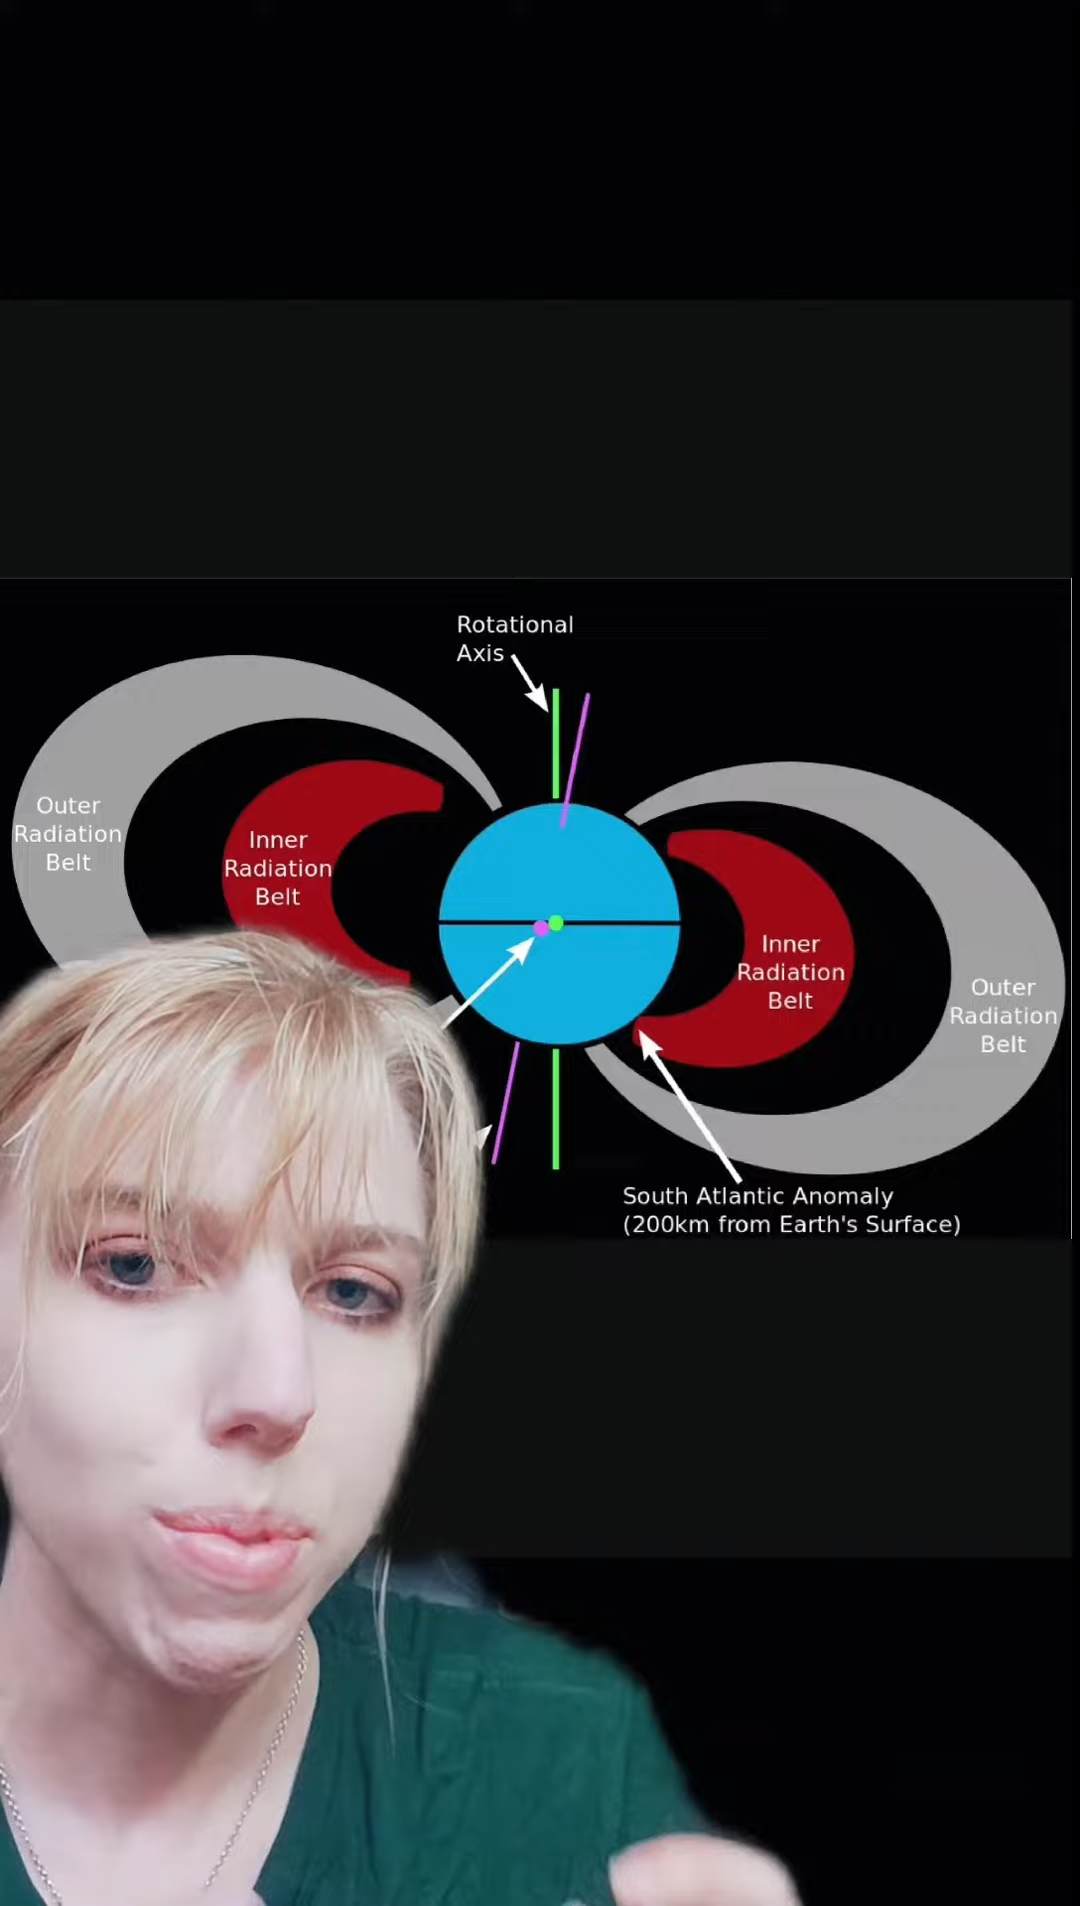 Rotational
Axis
Outer
Radiation
Belt
Inner
Radiation
Belt
Inner
Radiation
Belt
Outer
Radiation
Belt
South Atlantic Anomaly
(200km from Earth's Surface)